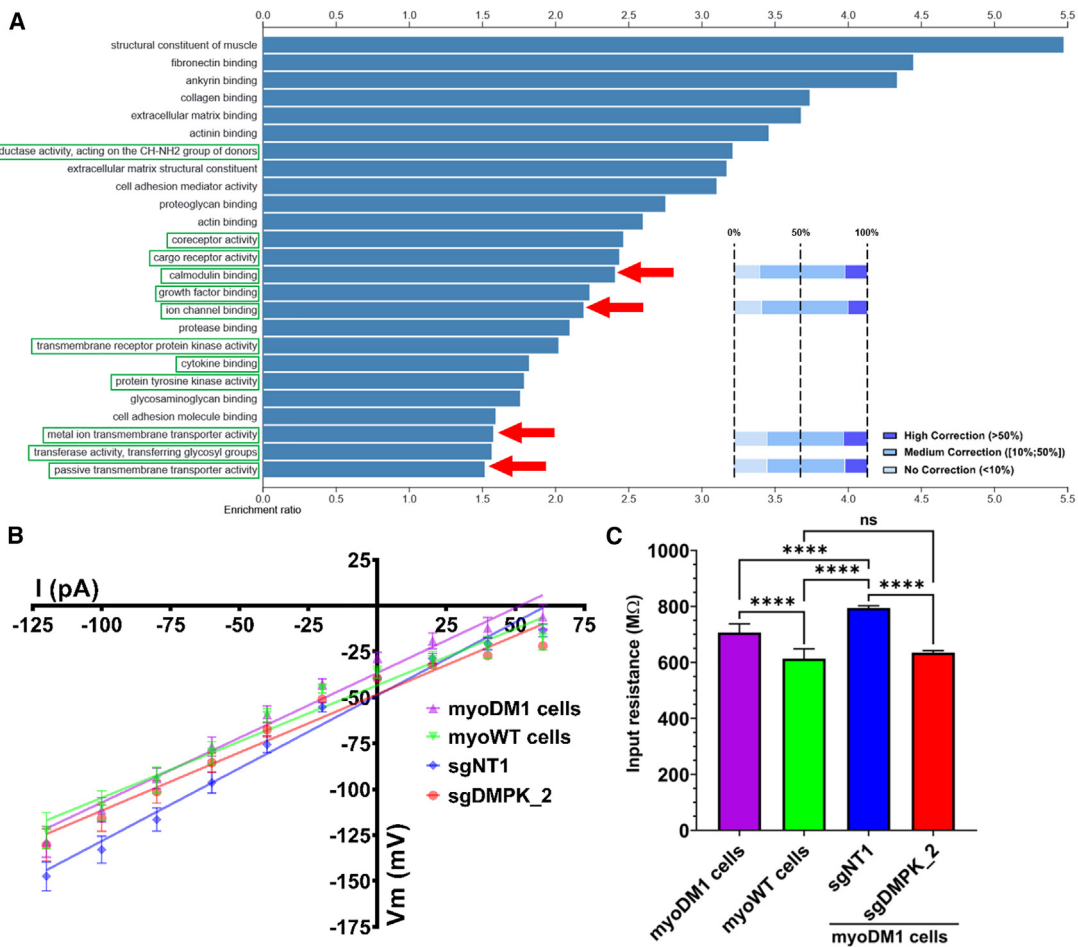 A
0.0 0.5 1.0 1.5 2.0 2.5 3.0 3.5 4.0 4.5 5.0 5.5
structural constituent of muscle
fibronectin binding
ankyrin binding
collagen binding
extracellular matrix binding
actinin binding
ductase activity, acting on the CH-NH2 group of donors
extracellular matrix structural constituent
cell adhesion mediator activity
proteoglycan binding
actin binding
coreceptor activity
cargo receptor activity
calmodulin binding
growth factor binding
ion channel binding
protease binding
transmembrane receptor protein kinase activity
cytokine binding
protein tyrosine kinase activity
glycosaminoglycan binding
cell adhesion molecule binding
metal ion transmembrane transporter activity
transferase activity, transferring glycosyl groups
passive transmembrane transporter activity
0.0 0.5 1.0 1.5 2.0 2.5 3.0 3.5 4.0 4.5 5.0 5.5
Enrichment ratio
0% 50% 100%
High Correction (>50%)
Medium Correction ([10%;50%])
No Correction (<10%)
B
I (pA)
-125 -100 -75 -50 -25 25 50 75
25
-25
-50
-75
-100
-125
-150
-175
Vm (mV)
myoDM1 cells
myoWT cells
sgNT1
sgDMPK_2
C
ns
****
****
****
****
Input resistance (MΩ)
1000
800
600
400
200
0
myoDM1 cells
myoWT cells
sgNT1
sgDMPK_2
myoDM1 cells